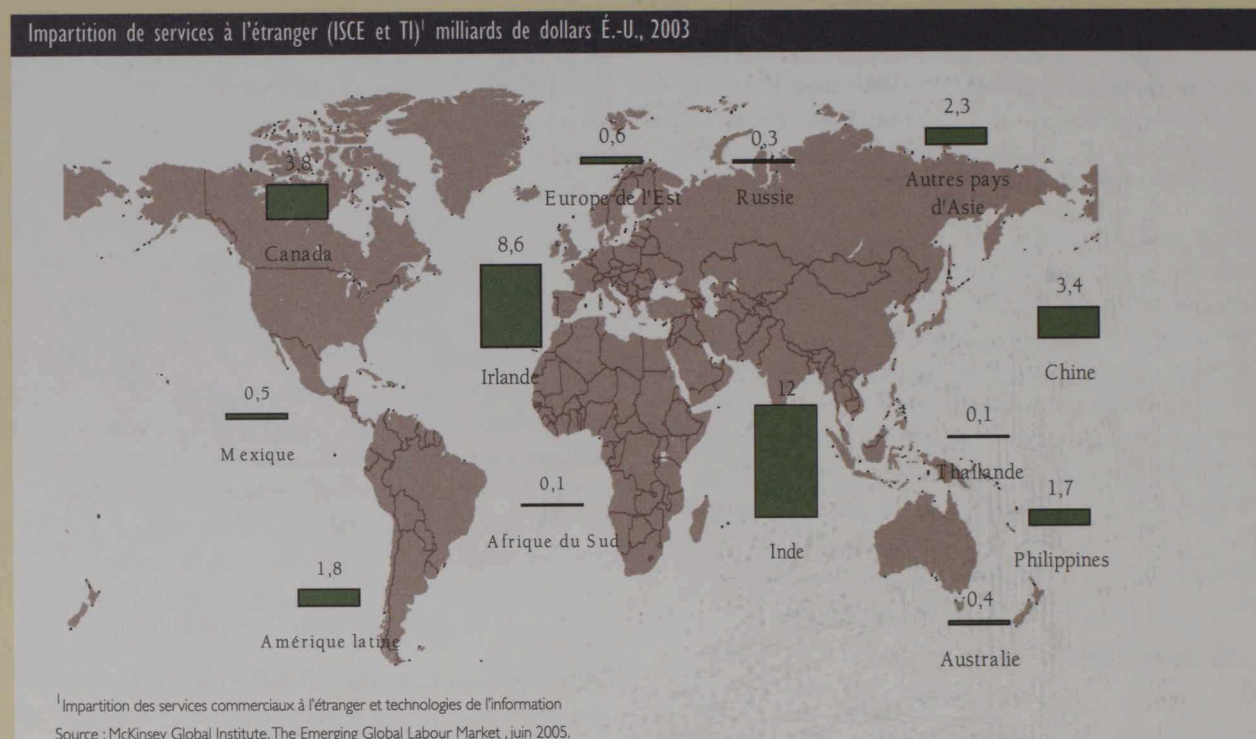 Impartition de services à l'étranger (ISCE et TI)¹ milliards de dollars É.-U., 2003
2,3
0,6
0,3
3,8
Autres pays
d'Asie
Europe de l'Est
Russie
8,6
Canada
3,4
Irlande
Chine
12
0,5
0,1
Mexique
Thaïlande
0,1
1,7
Afrique du Sud
Inde
Philippines
1,8
0,4
Amérique latine
Australie
¹ Impartition des services commerciaux à l'étranger et technologies de l'information
Source : McKinsey Global Institute. The Emerging Global Labour Market , juin 2005.